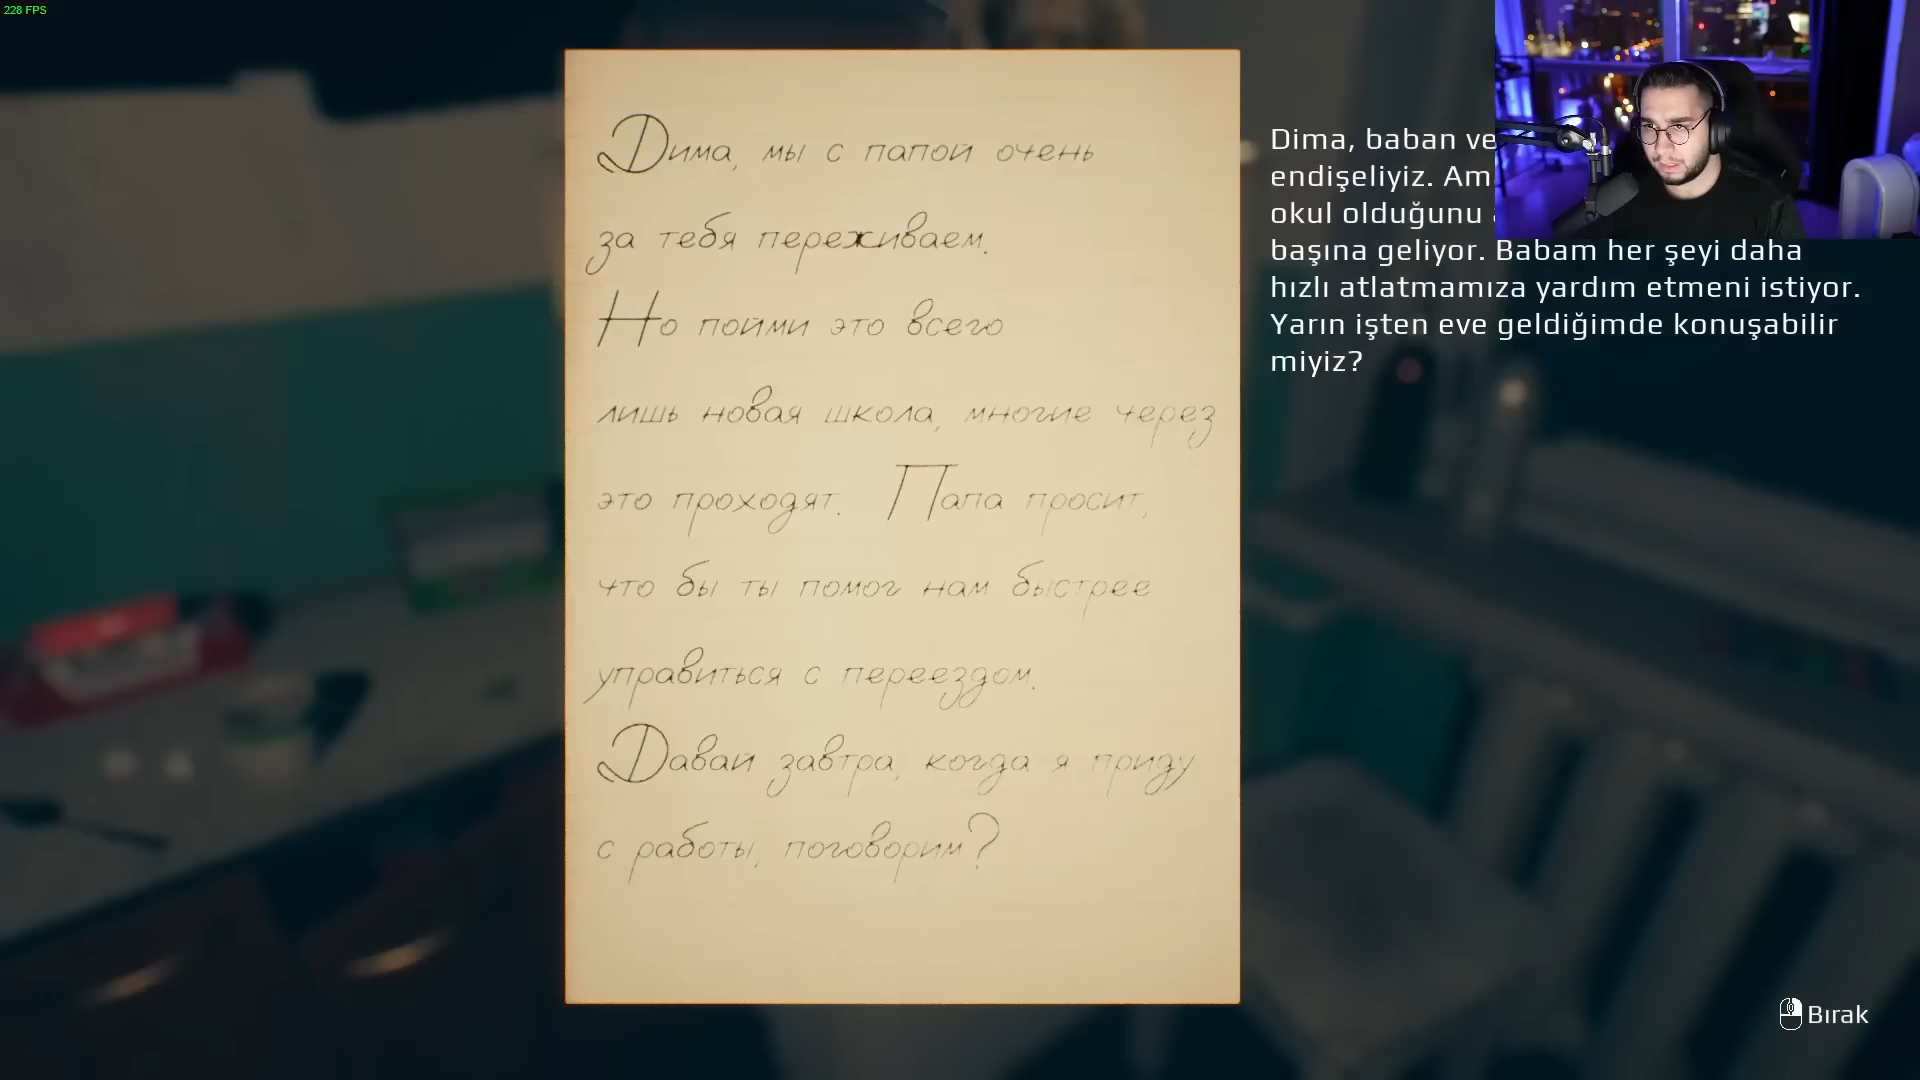 228 FPS
Дима, мы с папой очень
за тебя переживаем.
Но пойми это всего
лишь новая школа, многие через
это проходят. Папа просит,
что бы ты помог нам быстрее
управиться с переездом.
Давай завтра, когда я приду
с работы, поговорим?
Dima, baban ve
endişeliyiz. Am
okul olduğunu
başına geliyor. Babam her şeyi daha
hızlı atlatmamıza yardım etmeni istiyor.
Yarın işten eve geldiğimde konuşabilir
miyiz?
Bırak